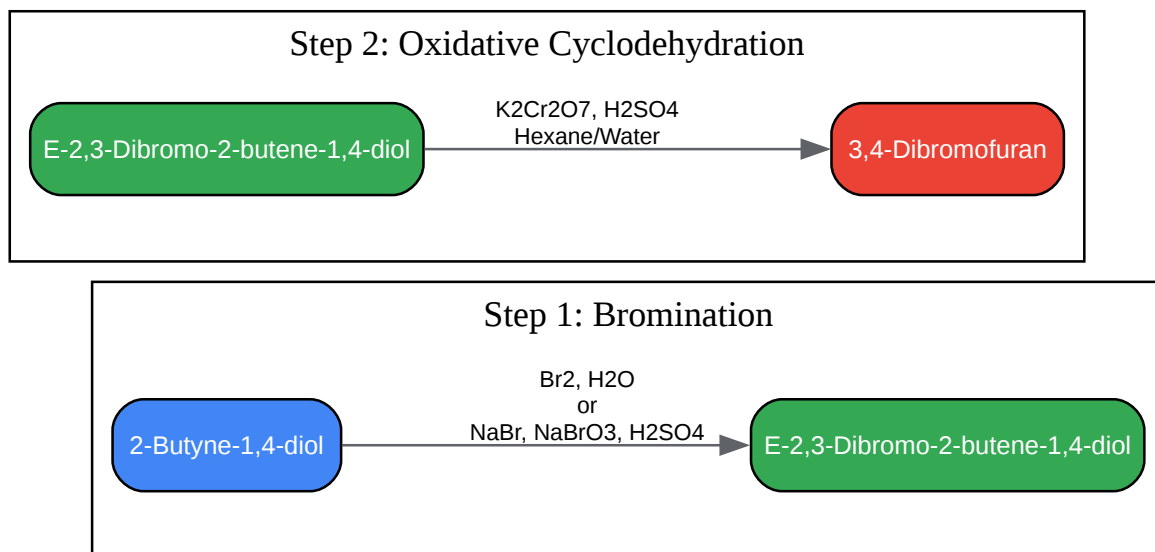 Step 2: Oxidative Cyclodehydration
K2Cr2O7, H2SO4
Hexane/Water
E-2,3-Dibromo-2-butene-1,4-diol
3,4-Dibromofuran
Step 1: Bromination
Br2, H2O
or
NaBr, NaBrO3, H2SO4
2-Butyne-1,4-diol
E-2,3-Dibromo-2-butene-1,4-diol